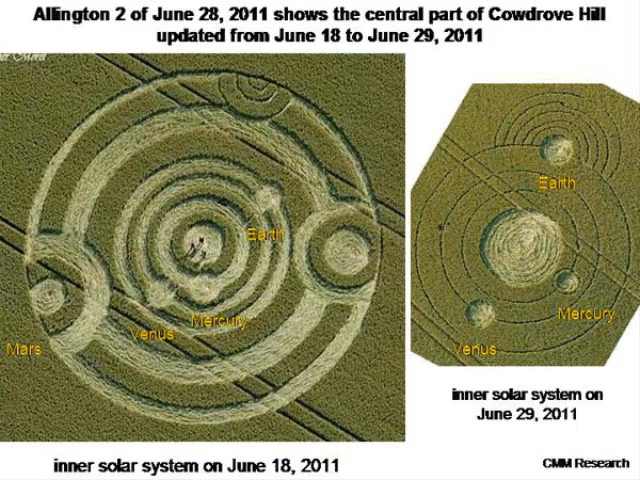 Allington 2 of June 28, 2011 shows the central part of Cowdrove Hill
updated from June 18 to June 29, 2011
Earth
Earth
Mercury
Mercury
Venus
Venus
Mars
inner solar system on
June 29, 2011
inner solar system on June 18, 2011
CMM Research